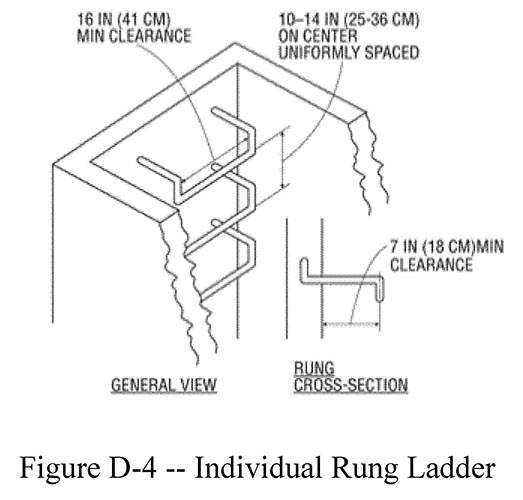 16 IN (41 CM)
MIN CLEARANCE
10–14 IN (25-36 CM)
ON CENTER
UNIFORMLY SPACED
7 IN (18 CM)MIN
CLEARANCE
GENERAL VIEW
RUNG
CROSS-SECTION
Figure D-4 -- Individual Rung Ladder